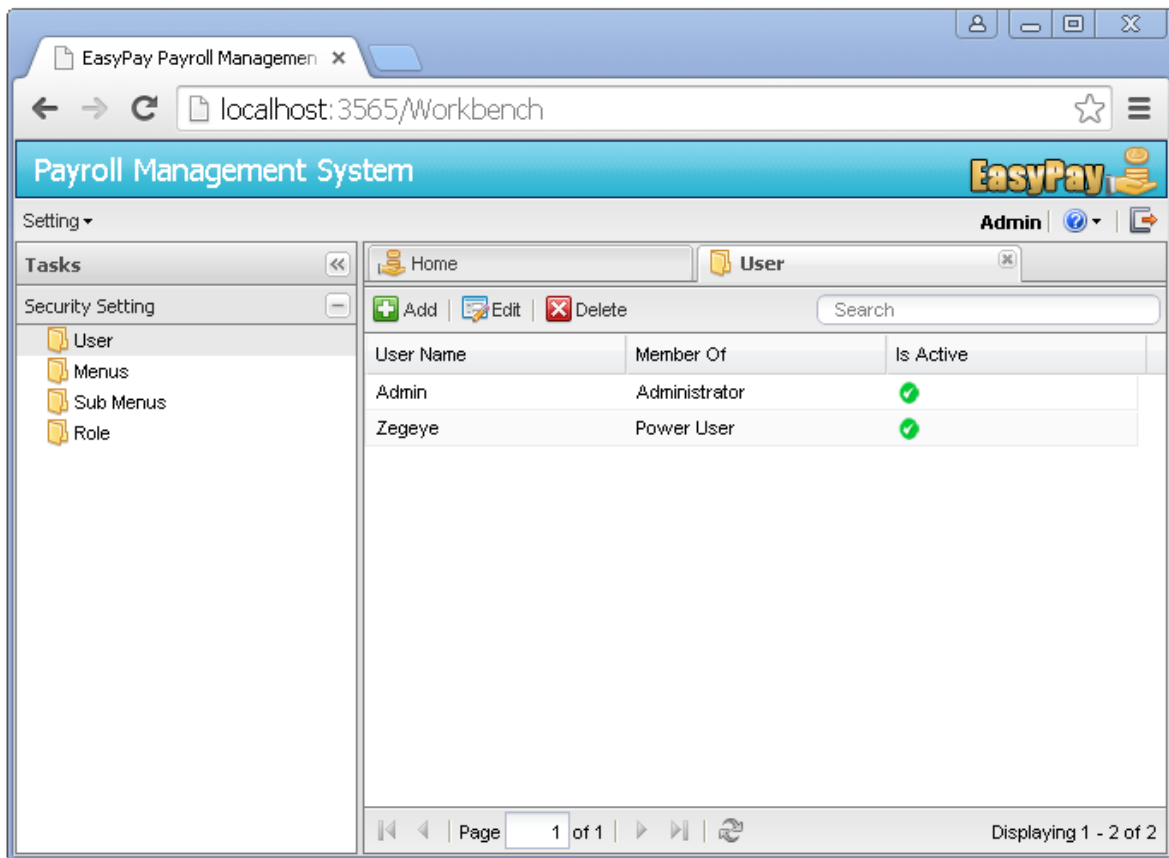 EasyPay Payroll Managemen
localhost:3565/Workbench
Payroll Management System
EasyPay
Setting
Admin
Tasks
Home
User
Security Setting
Add
Edit
Delete
Search
User
Menus
Sub Menus
Role
User Name Member Of Is Active
Admin Administrator
Zegeye Power User
Page 1 of 1
Displaying 1 - 2 of 2